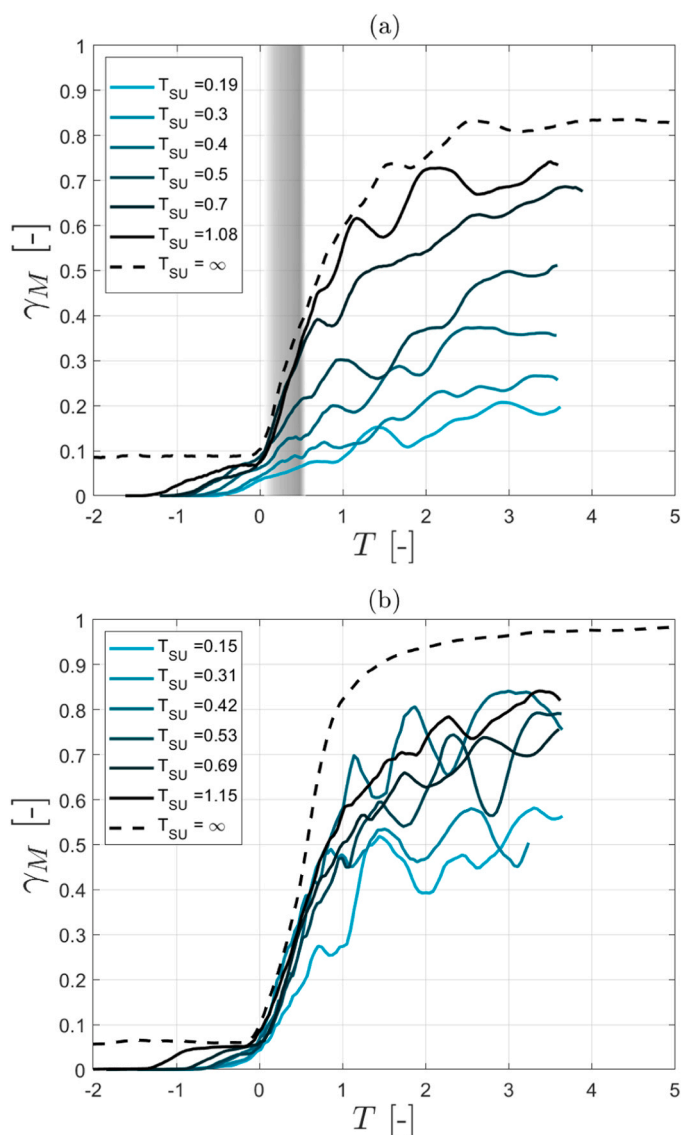 (a)
1
0.9
0.8
0.7
0.6
0.5
0.4
0.3
0.2
0.1
0
γM [-]
TSU =0.19
TSU =0.3
TSU =0.4
TSU =0.5
TSU =0.7
TSU =1.08
TSU = ∞
-2 -1 0 1 2 3 4 5
T [-]
(b)
1
0.9
0.8
0.7
0.6
0.5
0.4
0.3
0.2
0.1
0
γM [-]
TSU =0.15
TSU =0.31
TSU =0.42
TSU =0.53
TSU =0.69
TSU =1.15
TSU = ∞
-2 -1 0 1 2 3 4 5
T [-]